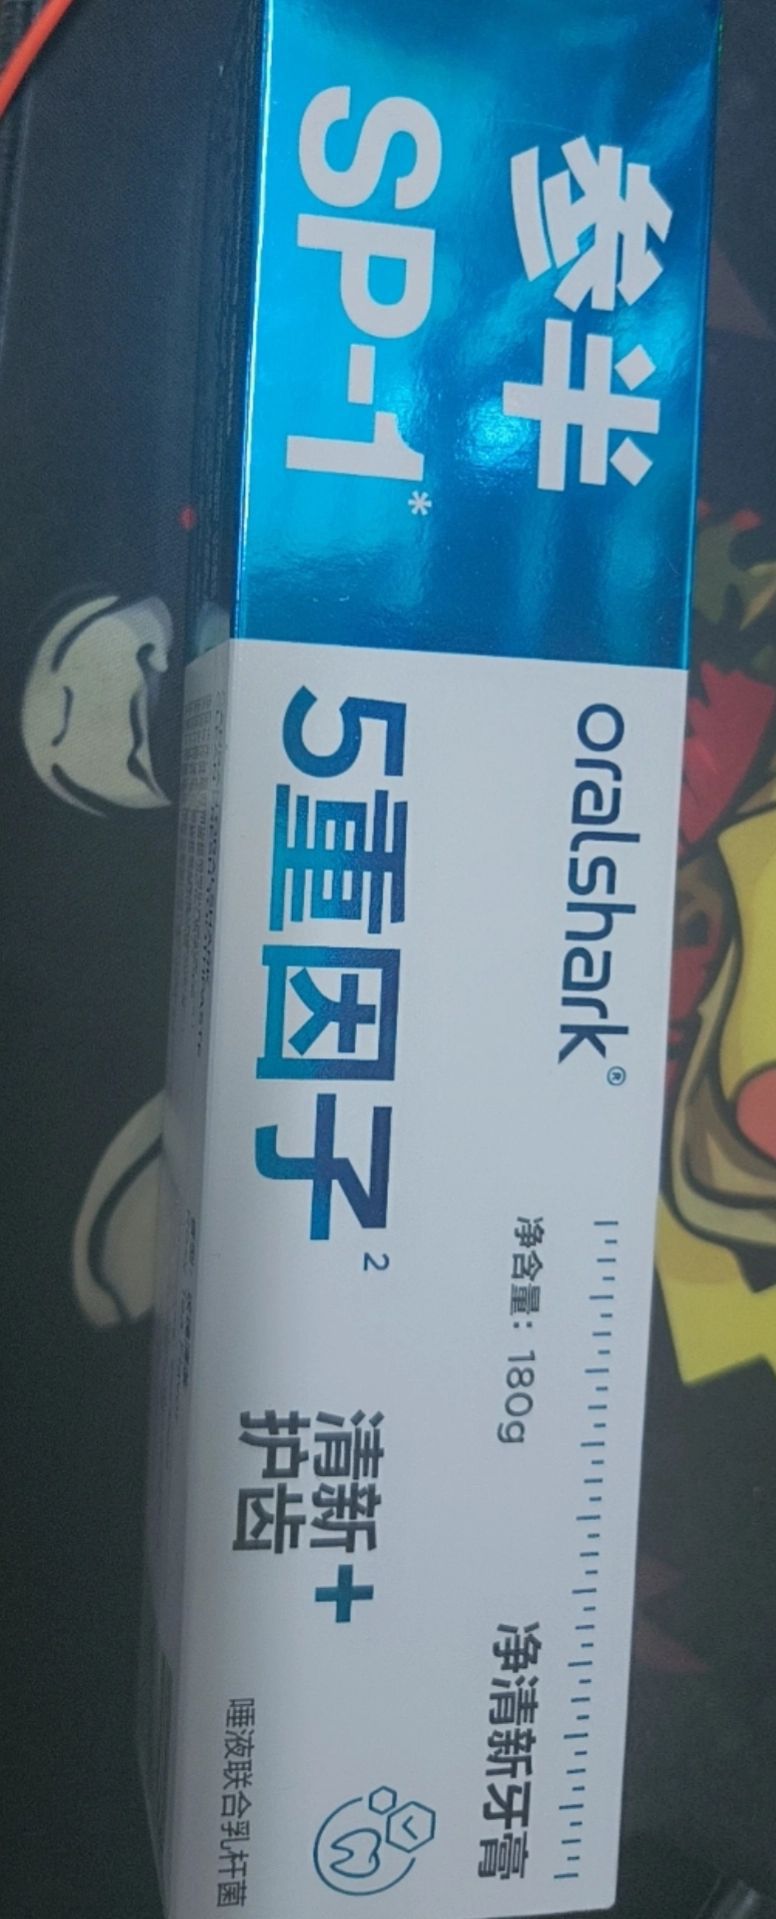 参半
SP-1*
oralshark®
5重因子²
净含量：180g
清新+
护齿
净清新牙膏
唾液联合乳杆菌